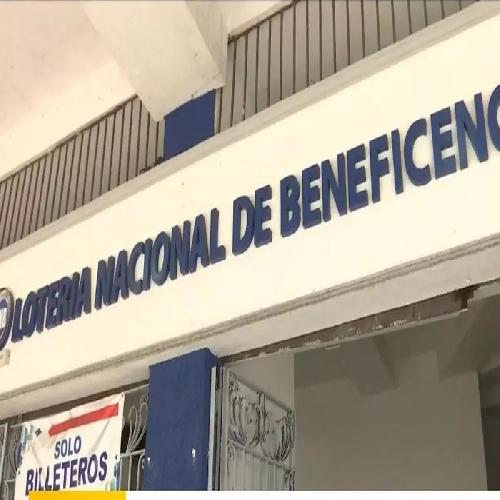 LOTERIA NACIONAL DE BENEFICENC
SOLO
BILLETEROS